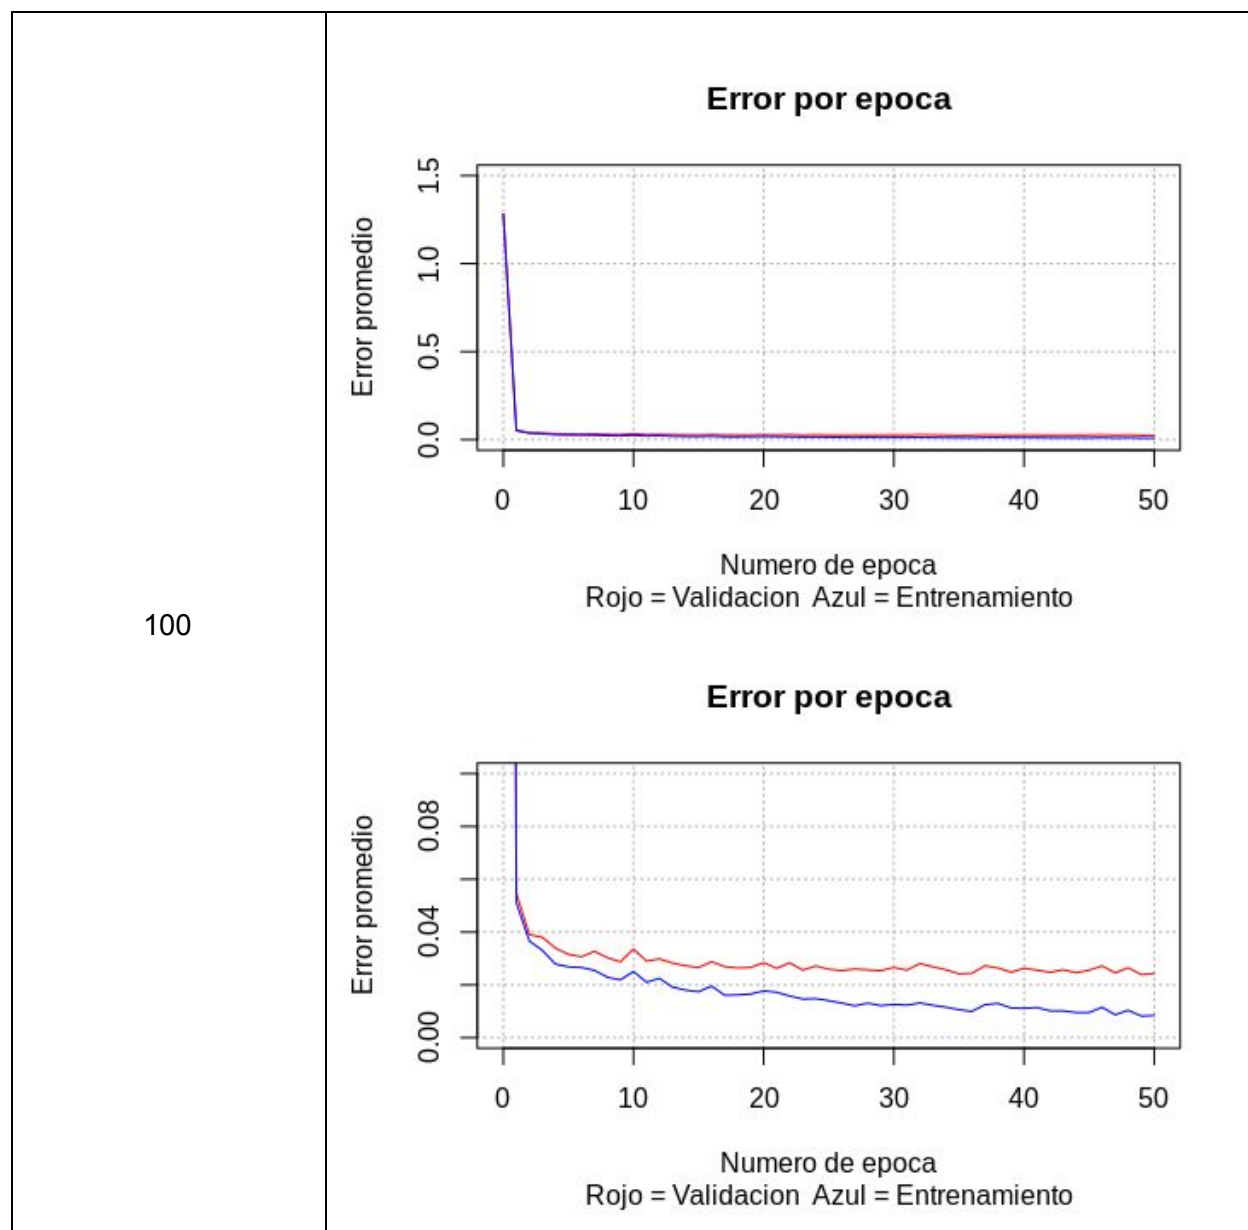 100
Error por epoca
Error promedio
1.5
1.0
0.5
0.0
0 10 20 30 40 50
Numero de epoca
Rojo = Validacion Azul = Entrenamiento
Error por epoca
Error promedio
0.08
0.04
0.00
0 10 20 30 40 50
Numero de epoca
Rojo = Validacion Azul = Entrenamiento